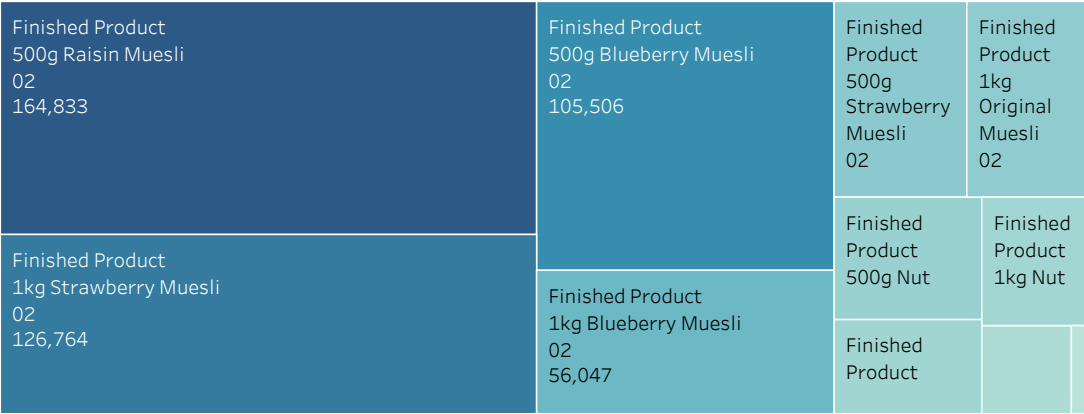 Finished Product
500g Raisin Muesli
02
164,833
Finished Product
1kg Strawberry Muesli
02
126,764
Finished Product
500g Blueberry Muesli
02
105,506
Finished Product
1kg Blueberry Muesli
02
56,047
Finished
Product
500g
Strawberry
Muesli
02
Finished
Product
1kg
Original
Muesli
02
Finished
Product
500g Nut
Finished
Product
1kg Nut
Finished
Product